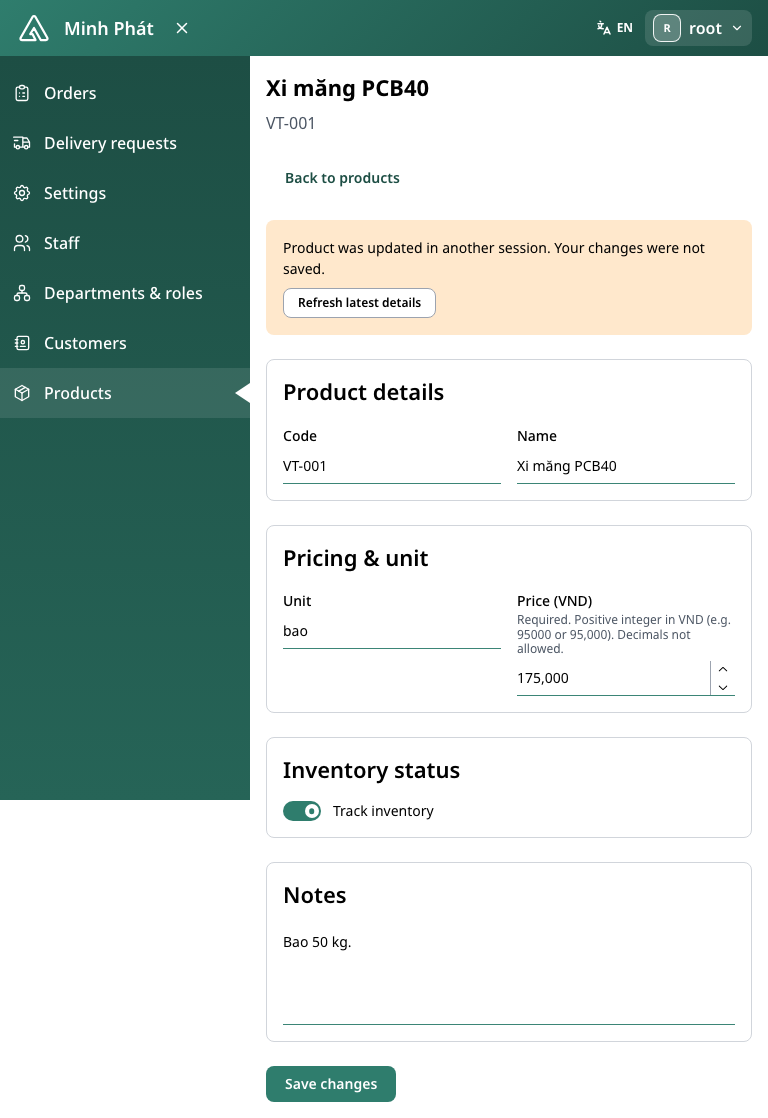 Minh Phát
EN
R
root
Orders
Delivery requests
Settings
Staff
Departments & roles
Customers
Products
Xi măng PCB40
VT-001
Back to products
Product was updated in another session. Your changes were not
saved.
Refresh latest details
Product details
Code
VT-001
Name
Xi măng PCB40
Pricing & unit
Unit
bao
Price (VND)
Required. Positive integer in VND (e.g.
95000 or 95,000). Decimals not
allowed.
175,000
Inventory status
Track inventory
Notes
Bao 50 kg.
Save changes